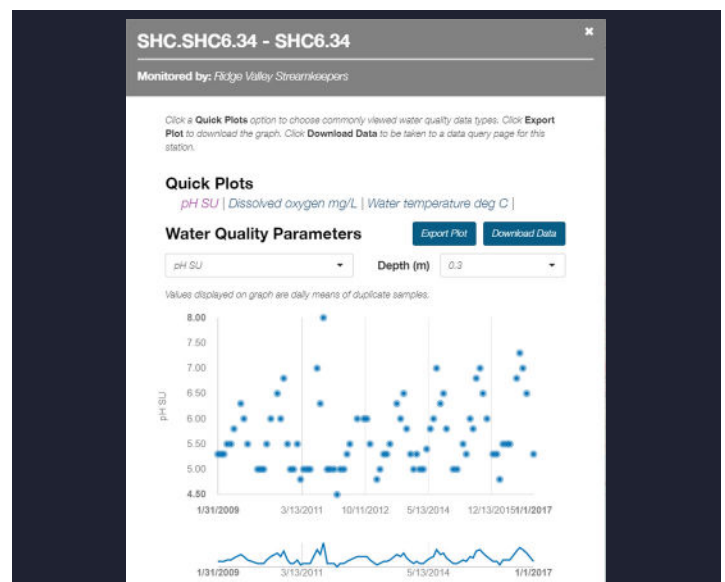 SHC.SHC6.34 - SHC6.34
×
Monitored by: Ridge Valley Streamkeepers
Click a Quick Plots option to choose commonly viewed water quality data types. Click Export
Plot to download the graph. Click Download Data to be taken to a data query page for this
station.
Quick Plots
pH SU | Dissolved oxygen mg/L | Water temperature deg C |
Water Quality Parameters
Export Plot
Download Data
pH SU
Depth (m)
0.3
Values displayed on graph are daily means of duplicate samples.
8.00
7.50
7.00
6.50
6.00
5.50
5.00
4.50
pH SU
1/31/2009 3/13/2011 10/11/2012 5/13/2014 12/13/2015 1/1/2017
1/31/2009 3/13/2011 5/13/2014 1/1/2017